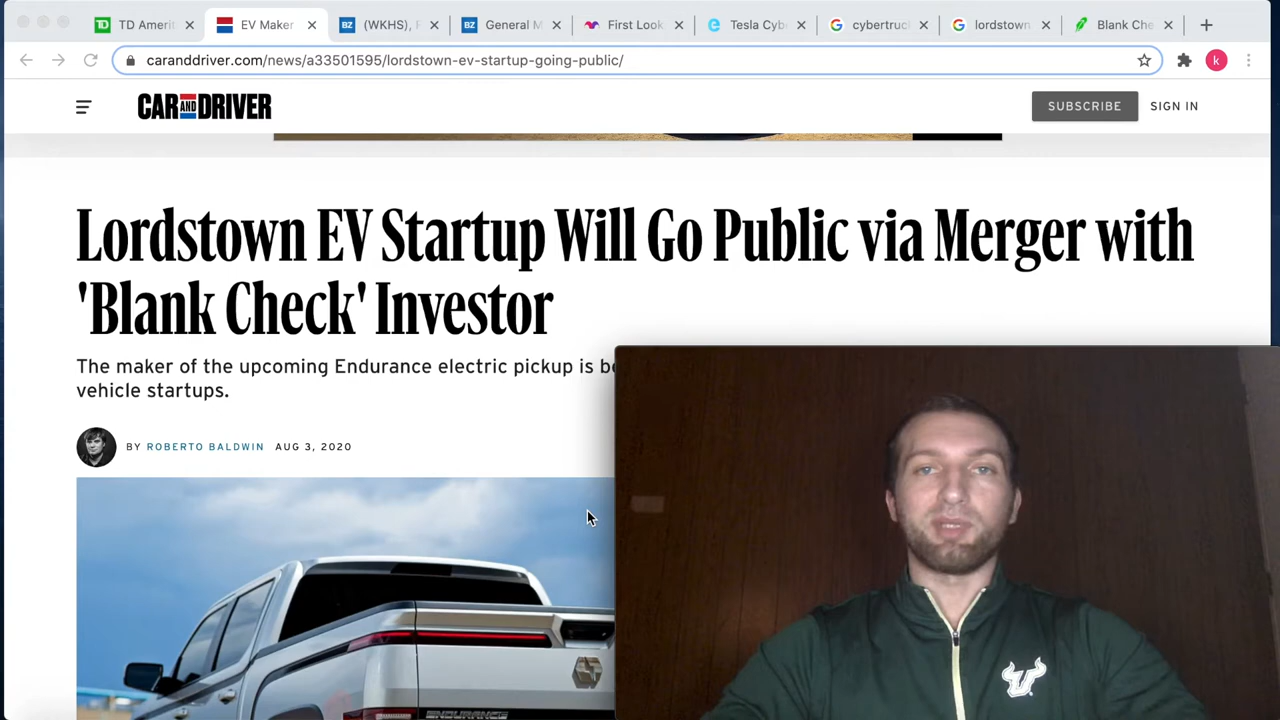 TD Amerit
EV Maker
(WKHS), F
General M
First Look
Tesla Cyb
cybertruc
lordstown
Blank Che
caranddriver.com/news/a33501595/lordstown-ev-startup-going-public/
k
CAR AND DRIVER
SUBSCRIBE
SIGN IN
Lordstown EV Startup Will Go Public via Merger with
'Blank Check' Investor
The maker of the upcoming Endurance electric pickup is be
vehicle startups.
BY ROBERTO BALDWIN AUG 3, 2020
ENDURANCE